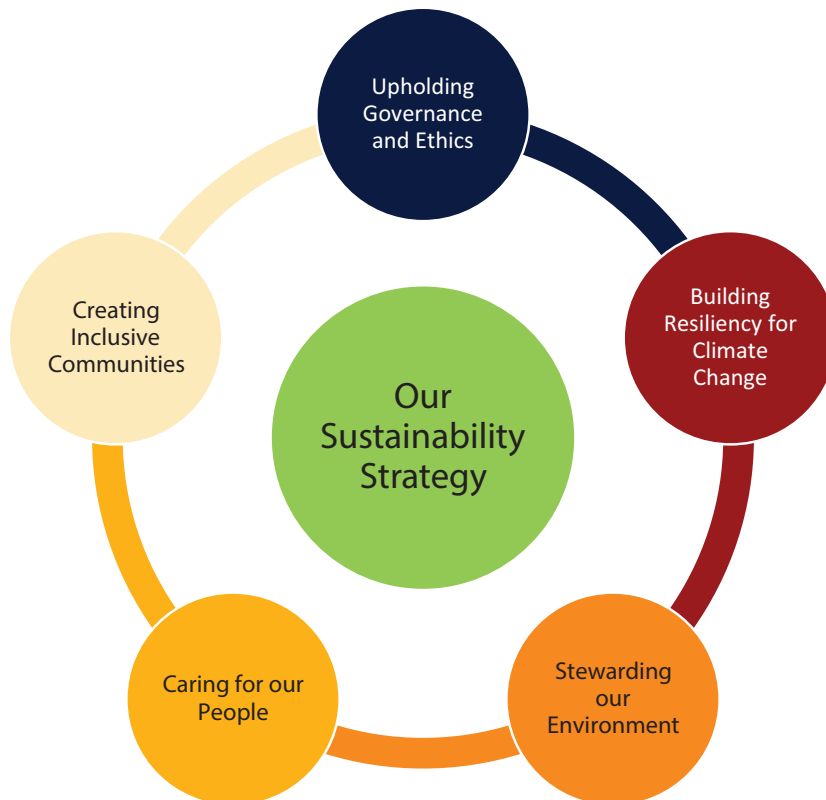 Upholding
Governance
and Ethics
Building
Resiliency for
Climate
Change
Creating
Inclusive
Communities
Our
Sustainability
Strategy
Stewarding
our
Environment
Caring for our
People